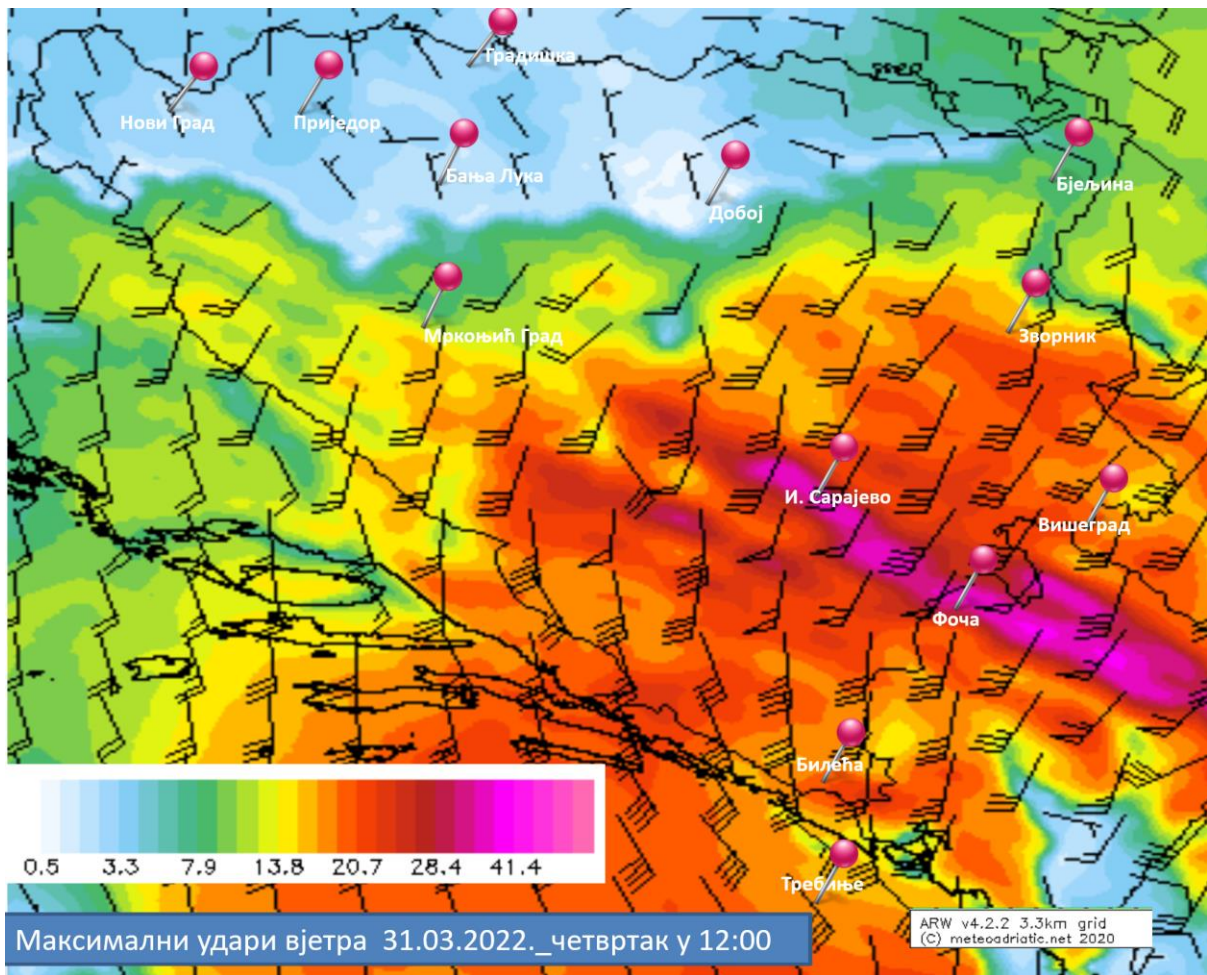 Градишка
Нови Град
Приједор
Бања Лука
Добој
Бјељина
Мркоњић Град
Зворник
И. Сарајево
Вишеград
Фоча
Билећа
Требиње
0.5 3.3 7.9 13.8 20.7 28.4 41.4
Максимални удари вјетра 31.03.2022._четвртак у 12:00
ARW v4.2.2 3.3km grid
(C) meteoadriatic.net 2020